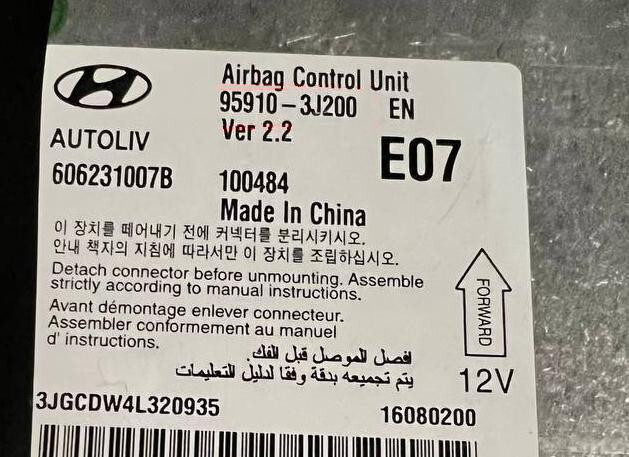 Airbag Control Unit
95910-3J200 EN
Ver 2.2
AUTOLIV
E07
606231007B 100484
Made In China
이 장치를 떼어내기 전에 커넥터를 분리시키시오.
안내 책자의 지침에 따라서만 이 장치를 조립하십시오.
Detach connector before unmounting. Assemble
strictly according to manual instructions.
Avant démontage enlever connecteur.
Assembler conformement au manuel
d' instructions.
افصل الموصل قبل الفك.
يتم تجميعه بدقة وفقا لدليل التعليمات
FORWARD
12V
3JGCDW4L320935 16080200